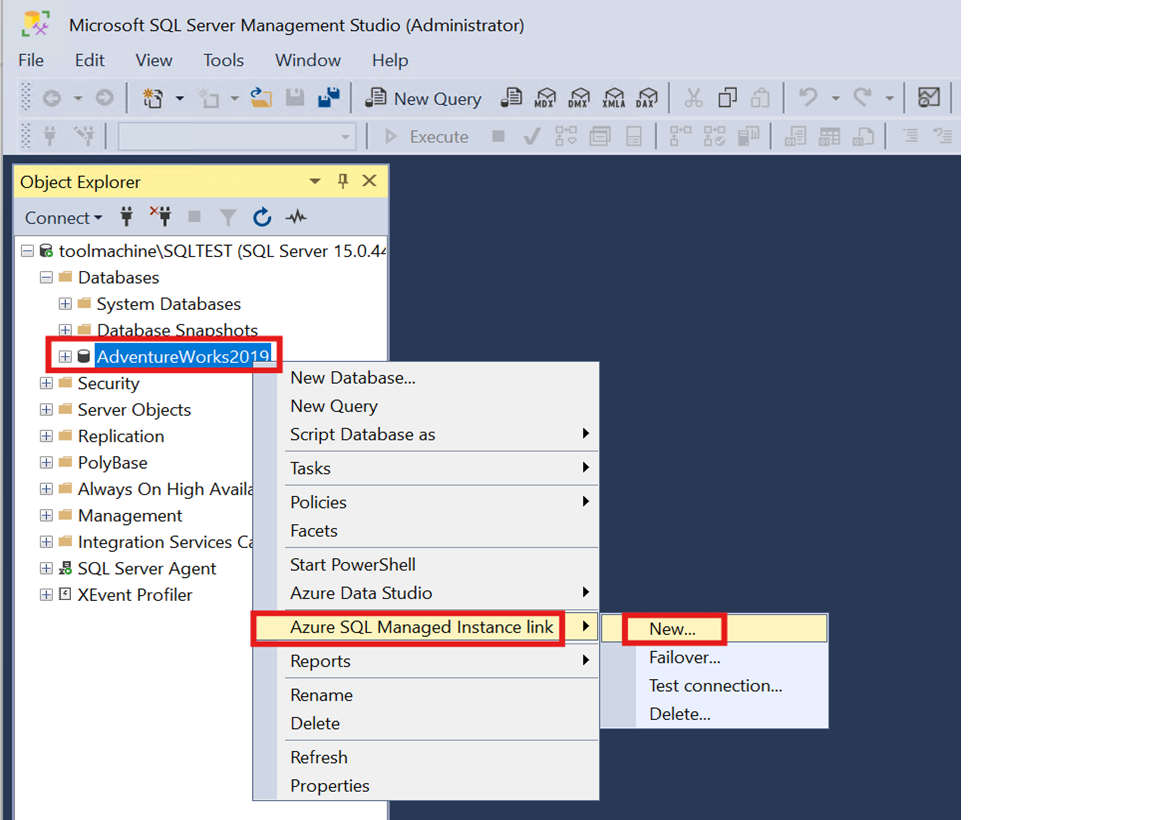 Microsoft SQL Server Management Studio (Administrator)
File Edit View Tools Window Help
New Query MDX DMX XMLA DAX
Execute
Object Explorer
Connect
toolmachine\SQLTEST (SQL Server 15.0.44
Databases
System Databases
Database Snapshots
AdventureWorks2019
Security
Server Objects
Replication
PolyBase
Always On High Availa
Management
Integration Services Ca
SQL Server Agent
XEvent Profiler
New Database...
New Query
Script Database as
Tasks
Policies
Facets
Start PowerShell
Azure Data Studio
Azure SQL Managed Instance link
Reports
Rename
Delete
Refresh
Properties
New...
Failover...
Test connection...
Delete...